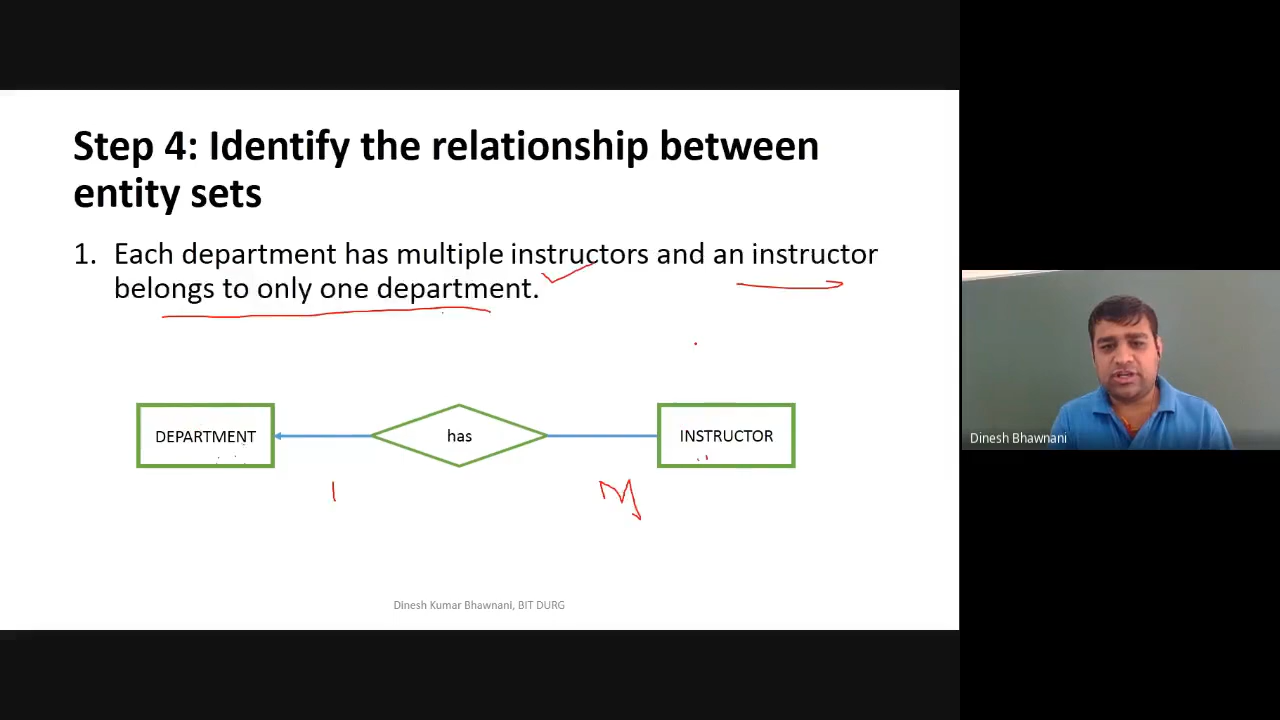 Step 4: Identify the relationship between
entity sets
1. Each department has multiple instructors and an instructor
belongs to only one department.
DEPARTMENT
has
INSTRUCTOR
1
M
Dinesh Kumar Bhawnani, BIT DURG
Dinesh Bhawnani